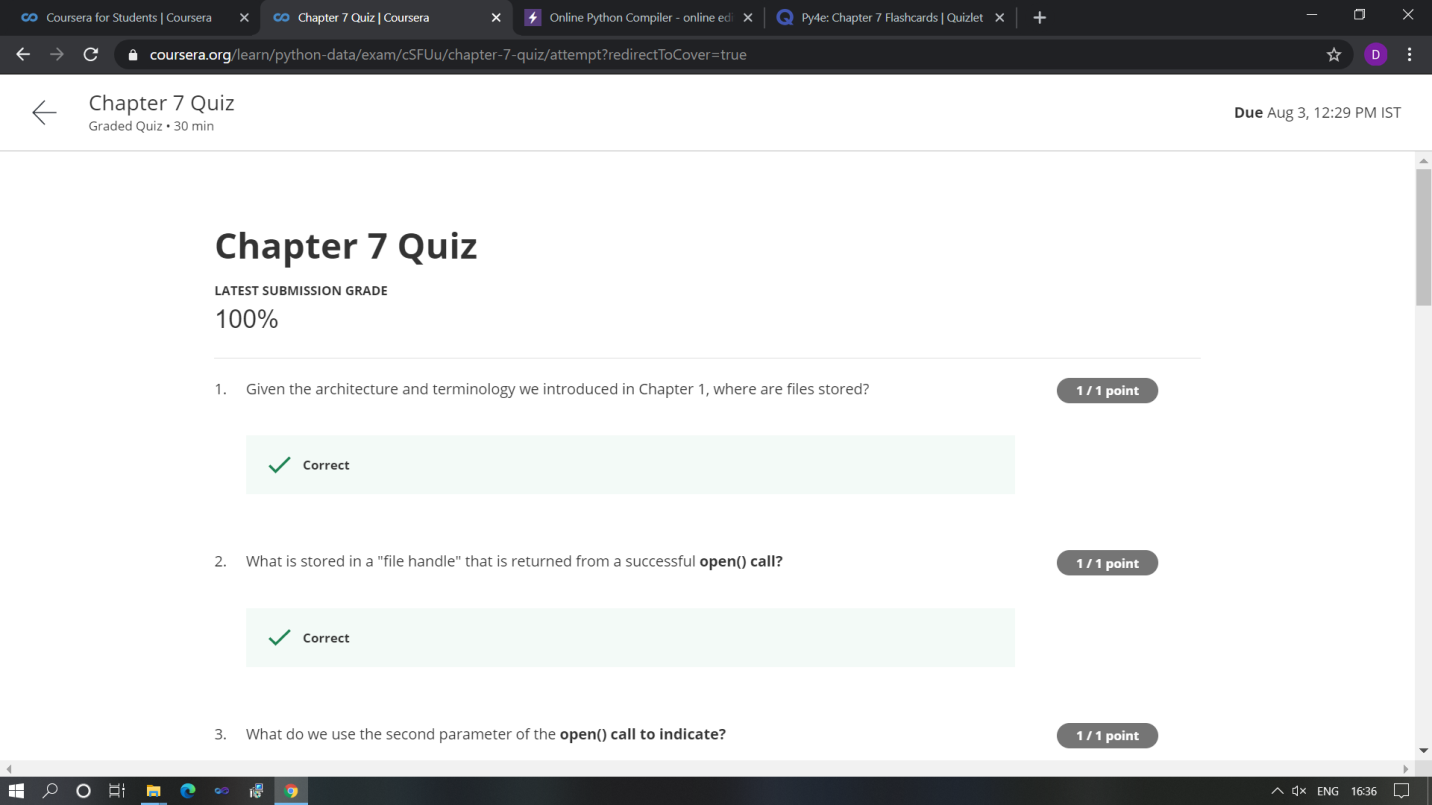 Coursera for Students | Coursera
Chapter 7 Quiz | Coursera
Online Python Compiler - online edi
Py4e: Chapter 7 Flashcards | Quizlet
coursera.org/learn/python-data/exam/cSFUu/chapter-7-quiz/attempt?redirectToCover=true
D
Chapter 7 Quiz
Graded Quiz • 30 min
Due Aug 3, 12:29 PM IST
Chapter 7 Quiz
LATEST SUBMISSION GRADE
100%
1. Given the architecture and terminology we introduced in Chapter 1, where are files stored?
1 / 1 point
Correct
2. What is stored in a "file handle" that is returned from a successful open() call?
1 / 1 point
Correct
3. What do we use the second parameter of the open() call to indicate?
1 / 1 point
ENG
16:36